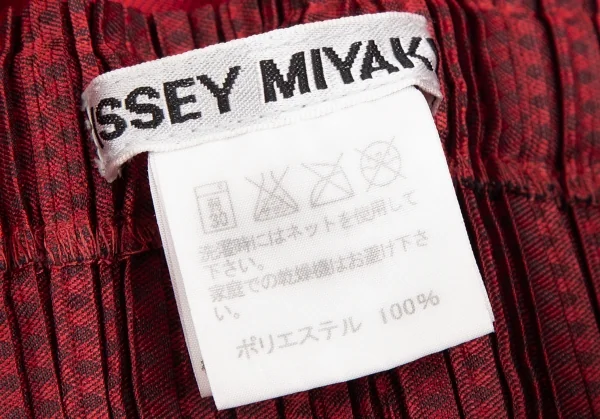 ISSEY MIYAK
弱
30
洗濯時にはネットを使用して
下さい。
家庭での乾燥機はお避け下さ
い。
ポリエステル 100%